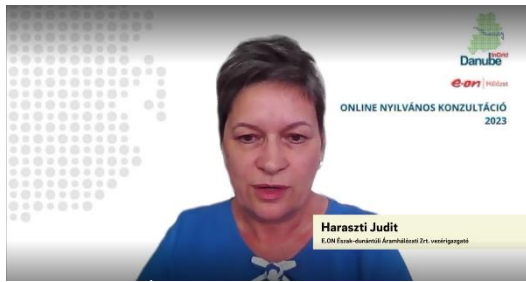 Danube
InGrid
e·on Hálózat
ONLINE NYILVÁNOS KONZULTÁCIÓ
2023
Haraszti Judit
E.ON Észak-dunántúli Áramhálózati Zrt. vezérigazgató